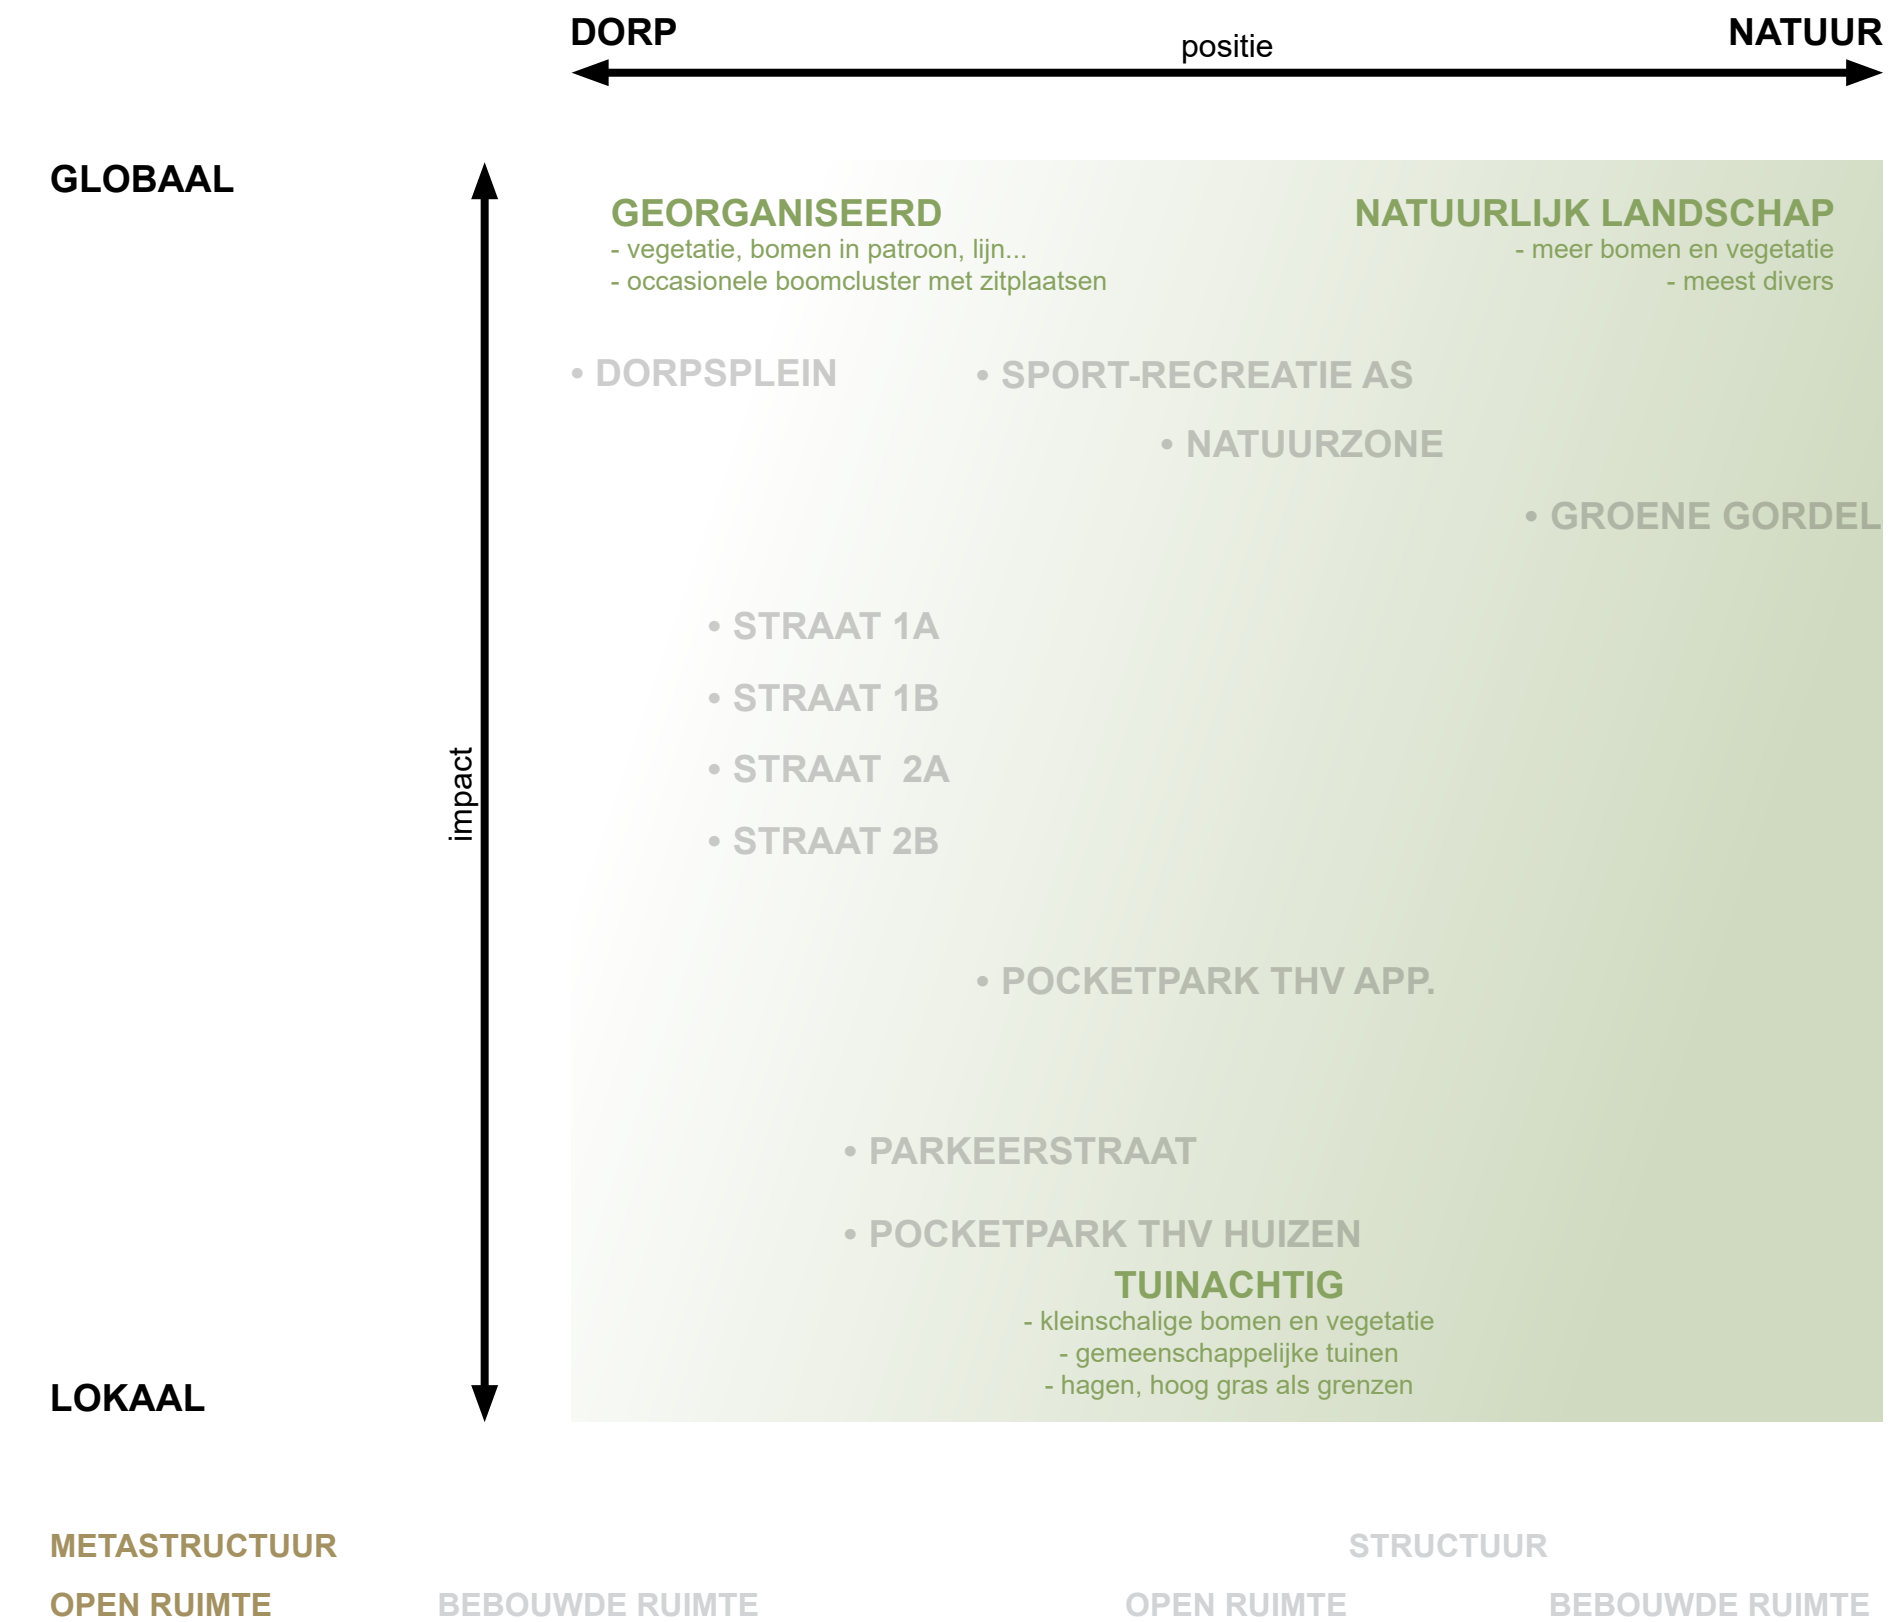 DORP
positie
NATUUR
GLOBAAL
GEORGANISEERD
- vegetatie, bomen in patroon, lijn...
- occasionele boomcluster met zitplaatsen
NATUURLIJK LANDSCHAP
- meer bomen en vegetatie
- meest divers
• DORPSPLEIN
• SPORT-RECREATIE AS
• NATUURZONE
• GROENE GORDEL
• STRAAT 1A
• STRAAT 1B
impact
• STRAAT 2A
• STRAAT 2B
• POCKETPARK THV APP.
• PARKEERSTRAAT
• POCKETPARK THV HUIZEN
TUINACHTIG
- kleinschalige bomen en vegetatie
- gemeenschappelijke tuinen
- hagen, hoog gras als grenzen
LOKAAL
METASTRUCTUUR
STRUCTUUR
OPEN RUIMTE
BEBOUWDE RUIMTE
OPEN RUIMTE
BEBOUWDE RUIMTE